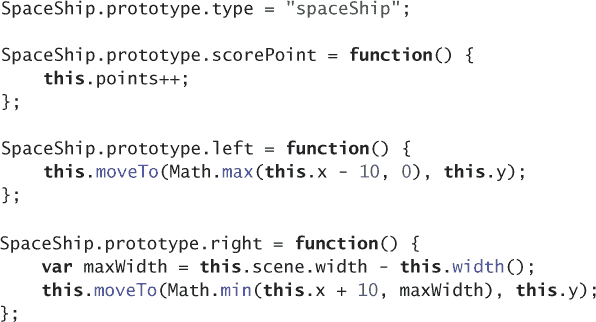 SpaceShip.prototype.type = "spaceShip";
SpaceShip.prototype.scorePoint = function() {
    this.points++;
};
SpaceShip.prototype.left = function() {
    this.moveTo(Math.max(this.x - 10, 0), this.y);
};
SpaceShip.prototype.right = function() {
    var maxWidth = this.scene.width - this.width();
    this.moveTo(Math.min(this.x + 10, maxWidth), this.y);
};